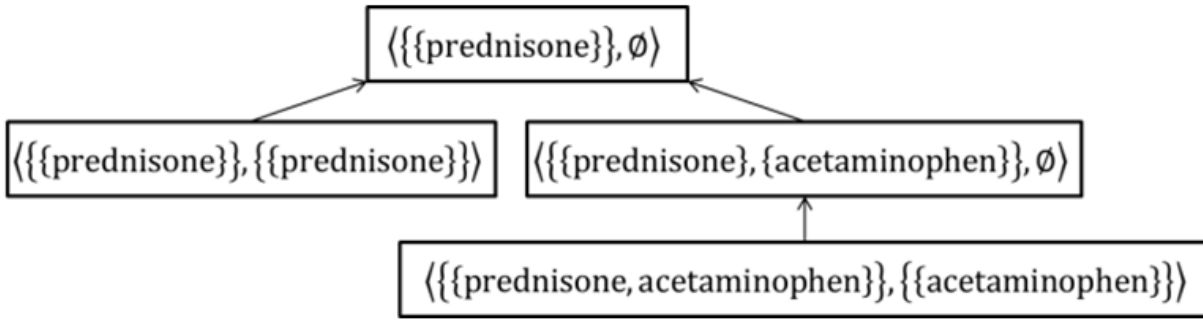 ⟨{{prednisone}}, ∅⟩
⟨{{prednisone}}, {{prednisone}}⟩
⟨{{prednisone}, {acetaminophen}}, ∅⟩
⟨{{prednisone, acetaminophen}}, {{acetaminophen}}⟩